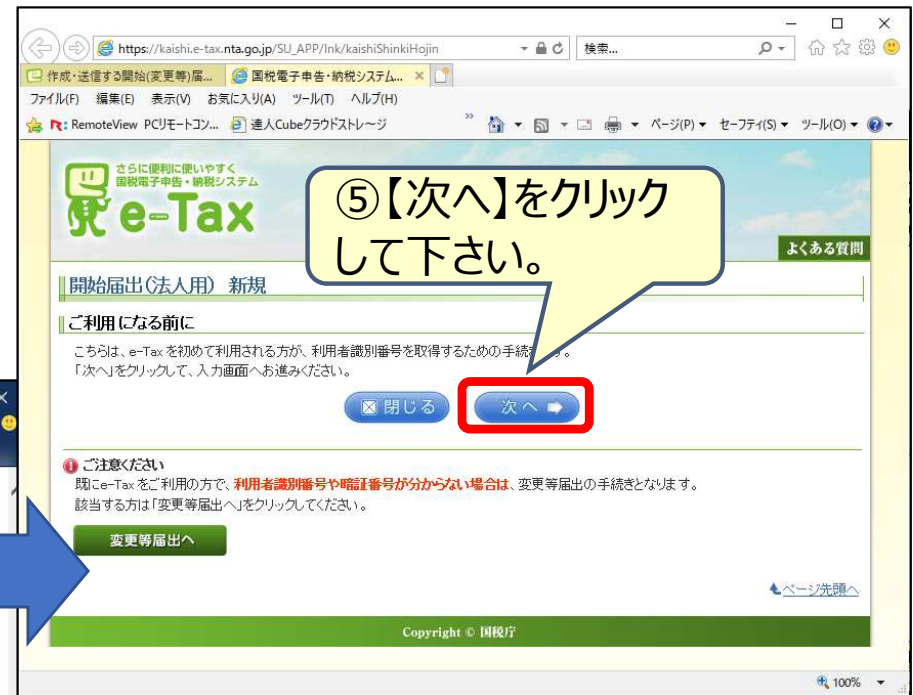 https://kaishi.e-tax.nta.go.jp/SU_APP/lnk/kaishiShinkiHojin
検索...
作成・送信する開始(変更等)届...
国税電子申告・納税システム...
ファイル(F) 編集(E) 表示(V) お気に入り(A) ツール(T) ヘルプ(H)
RemoteView PCリモートコン... 達人Cubeクラウドストレージ » ページ(P) セーフティ(S) ツール(O)
さらに便利に使いやすく
国税電子申告・納税システム
e-Tax
⑤【次へ】をクリック
して下さい。
よくある質問
開始届出(法人用) 新規
ご利用になる前に
こちらは、e-Taxを初めて利用される方が、利用者識別番号を取得するための手続
「次へ」をクリックして、入力画面へお進みください。
閉じる 次へ
ご注意ください
既にe-Taxをご利用の方で、利用者識別番号や暗証番号が分からない場合は、変更等届出の手続きとなります。
該当する方は「変更等届出へ」をクリックしてください。
変更等届出へ
ページ先頭へ
Copyright © 国税庁
100%